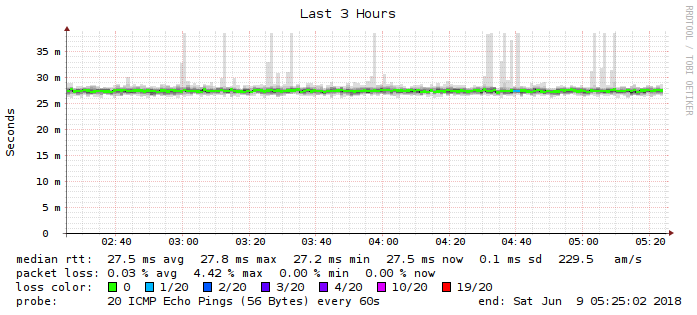 Last 3 Hours
RRDTOOL / TOBI OETIKER
Seconds
35 m
30 m
25 m
20 m
15 m
10 m
5 m
0
02:40 03:00 03:20 03:40 04:00 04:20 04:40 05:00 05:20
median rtt: 27.5 ms avg 27.8 ms max 27.2 ms min 27.5 ms now 0.1 ms sd 229.5 am/s
packet loss: 0.03 % avg 4.42 % max 0.00 % min 0.00 % now
loss color: 0 1/20 2/20 3/20 4/20 10/20 19/20
probe: 20 ICMP Echo Pings (56 Bytes) every 60s end: Sat Jun 9 05:25:02 2018